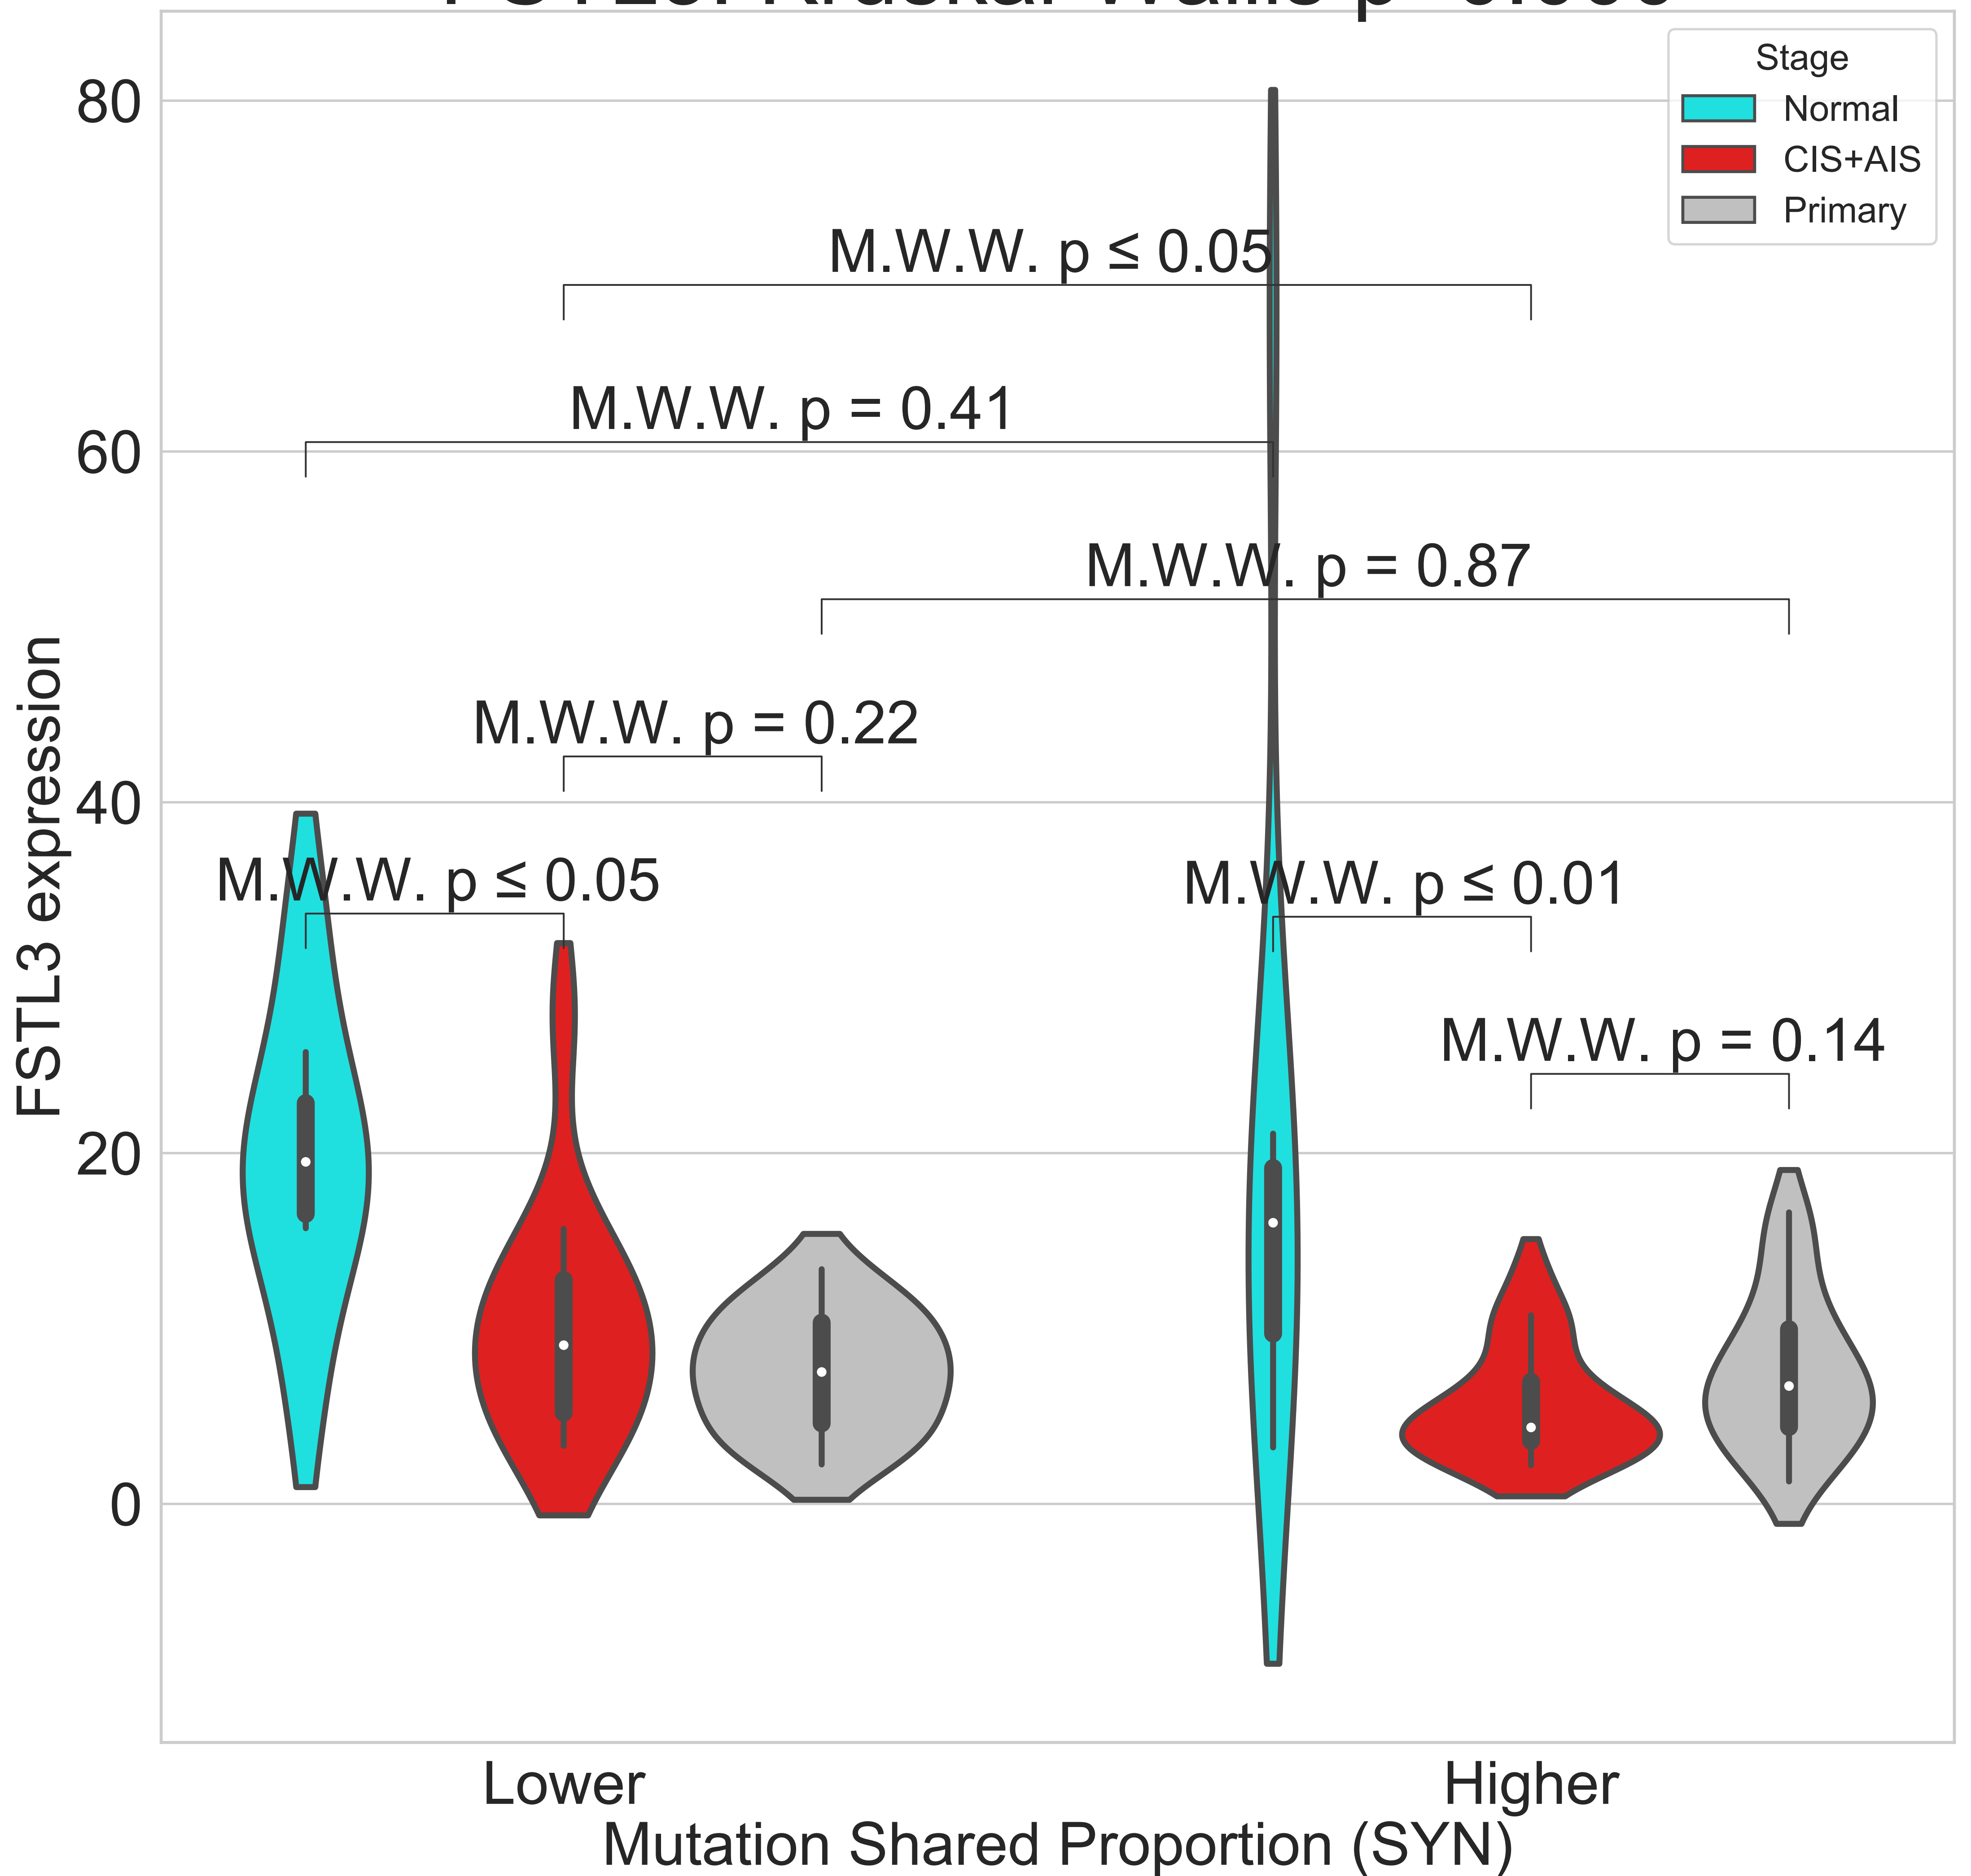 Stage
Normal
CIS+AIS
Primary
80
60
40
20
0
FSTL3 expression
M.W.W. p ≤ 0.05
M.W.W. p = 0.41
M.W.W. p = 0.87
M.W.W. p = 0.22
M.W.W. p ≤ 0.05
M.W.W. p ≤ 0.01
M.W.W. p = 0.14
Lower
Higher
Mutation Shared Proportion (SYN)